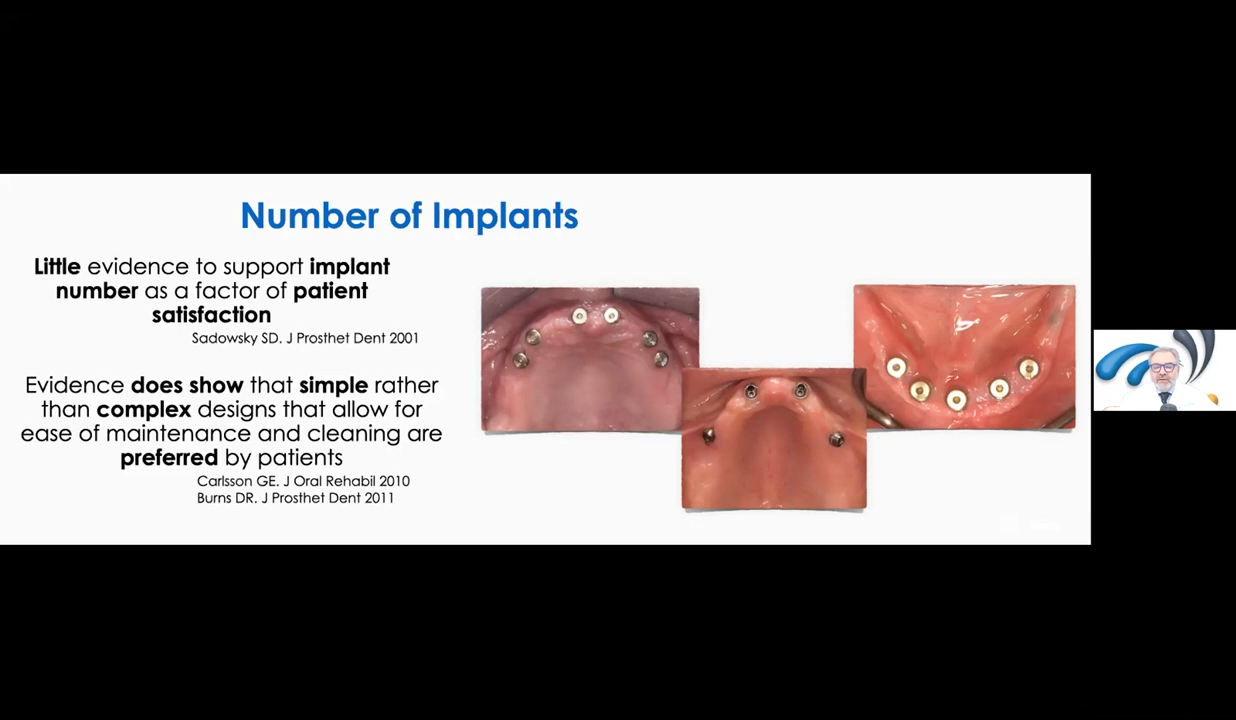 Number of Implants
Little evidence to support implant
number as a factor of patient
satisfaction
Sadowsky SD. J Prosthet Dent 2001
Evidence does show that simple rather
than complex designs that allow for
ease of maintenance and cleaning are
preferred by patients
Carlsson GE. J Oral Rehabil 2010
Burns DR. J Prosthet Dent 2011